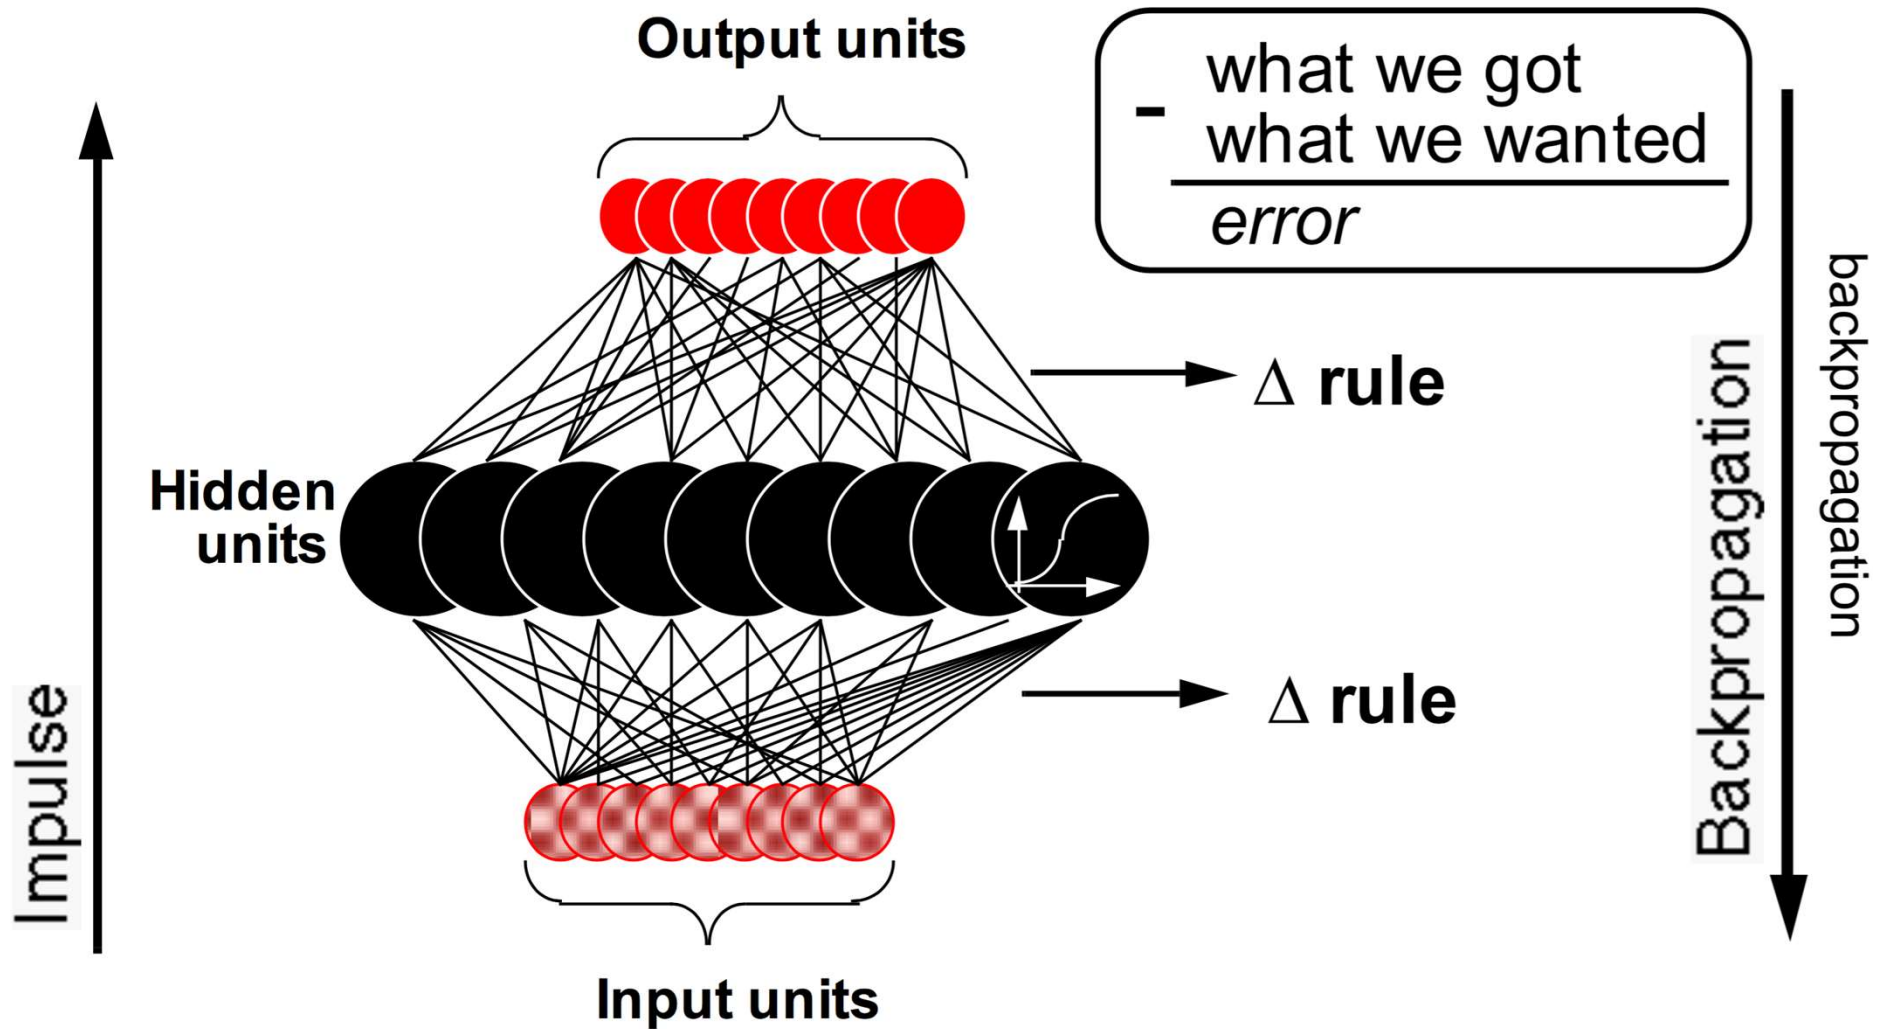 Output units
- what we got
what we wanted
error
Δ rule
Hidden
units
Δ rule
Input units
Impulse
Backpropagation
backpropagation